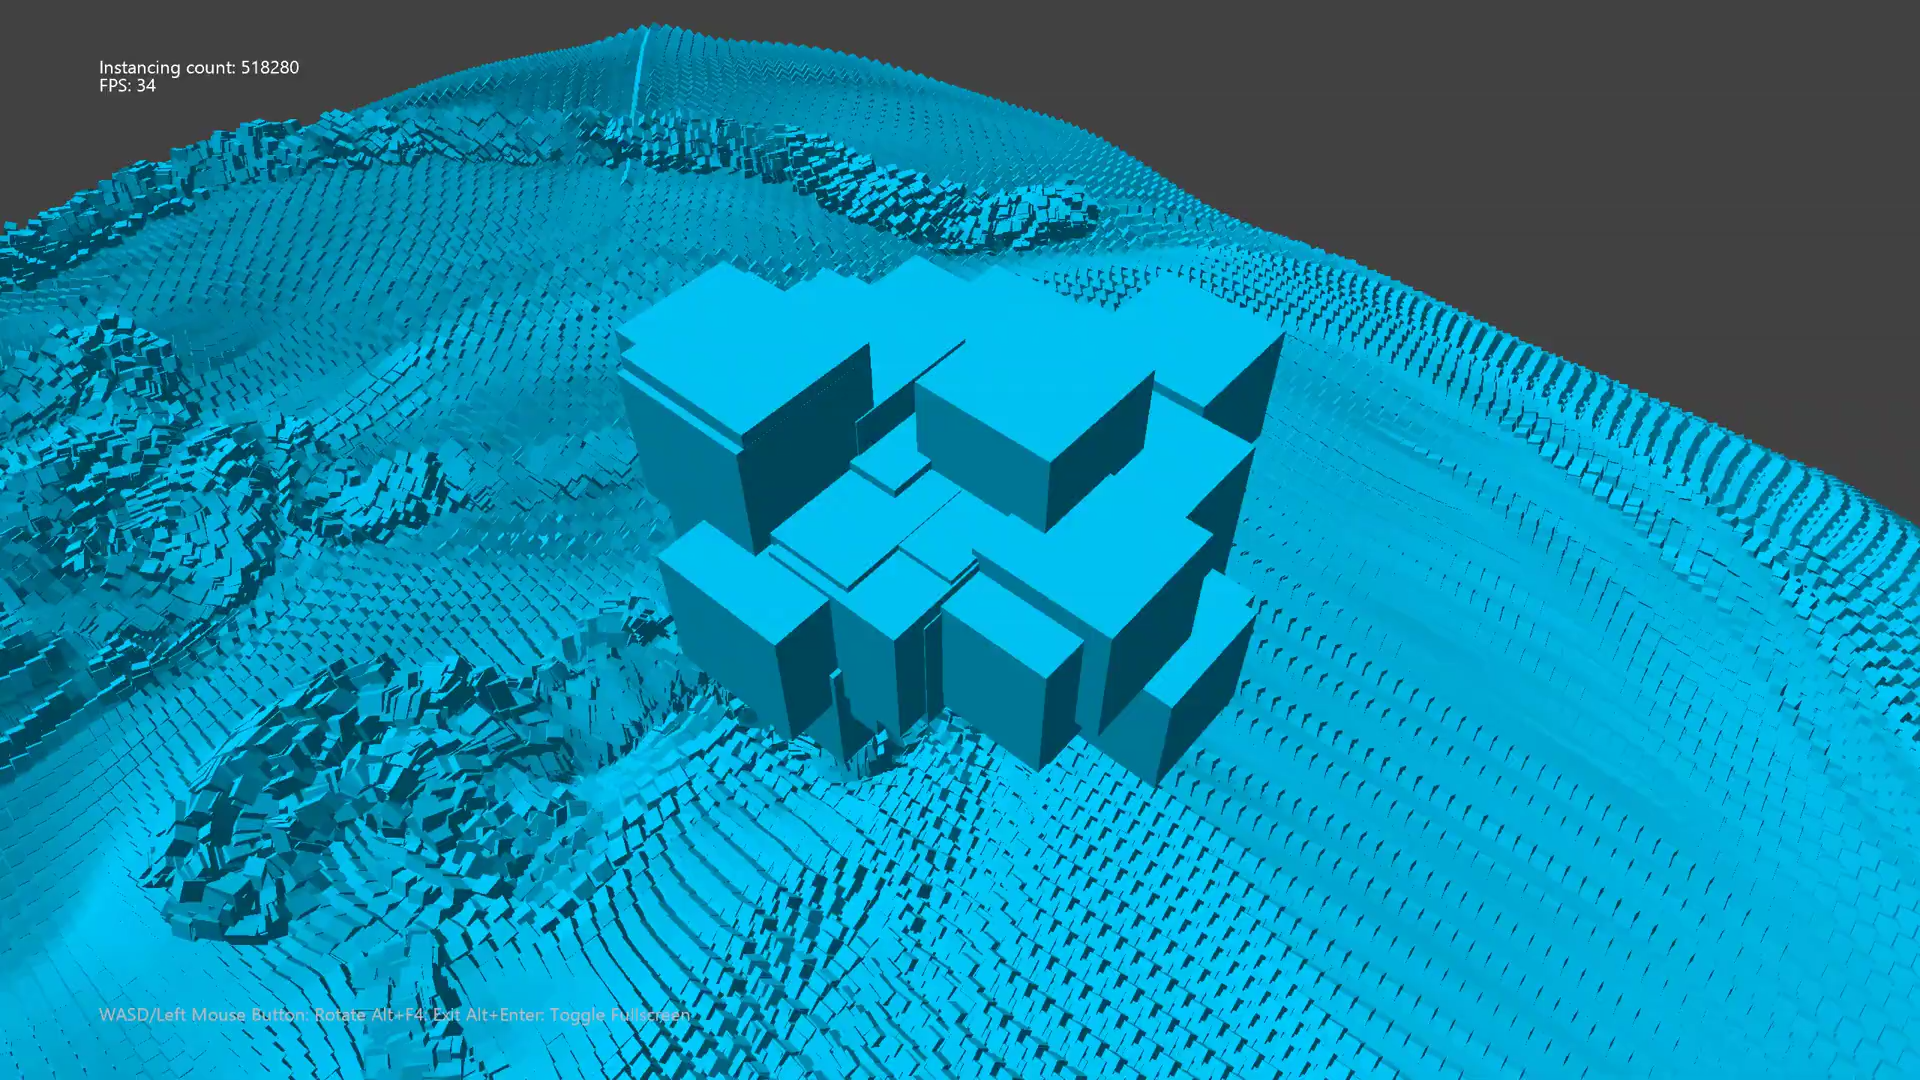 Instancing count: 518280
FPS: 34
WASD/Left Mouse Button: Rotate Alt+F4: Exit Alt+Enter: Toggle Fullscreen